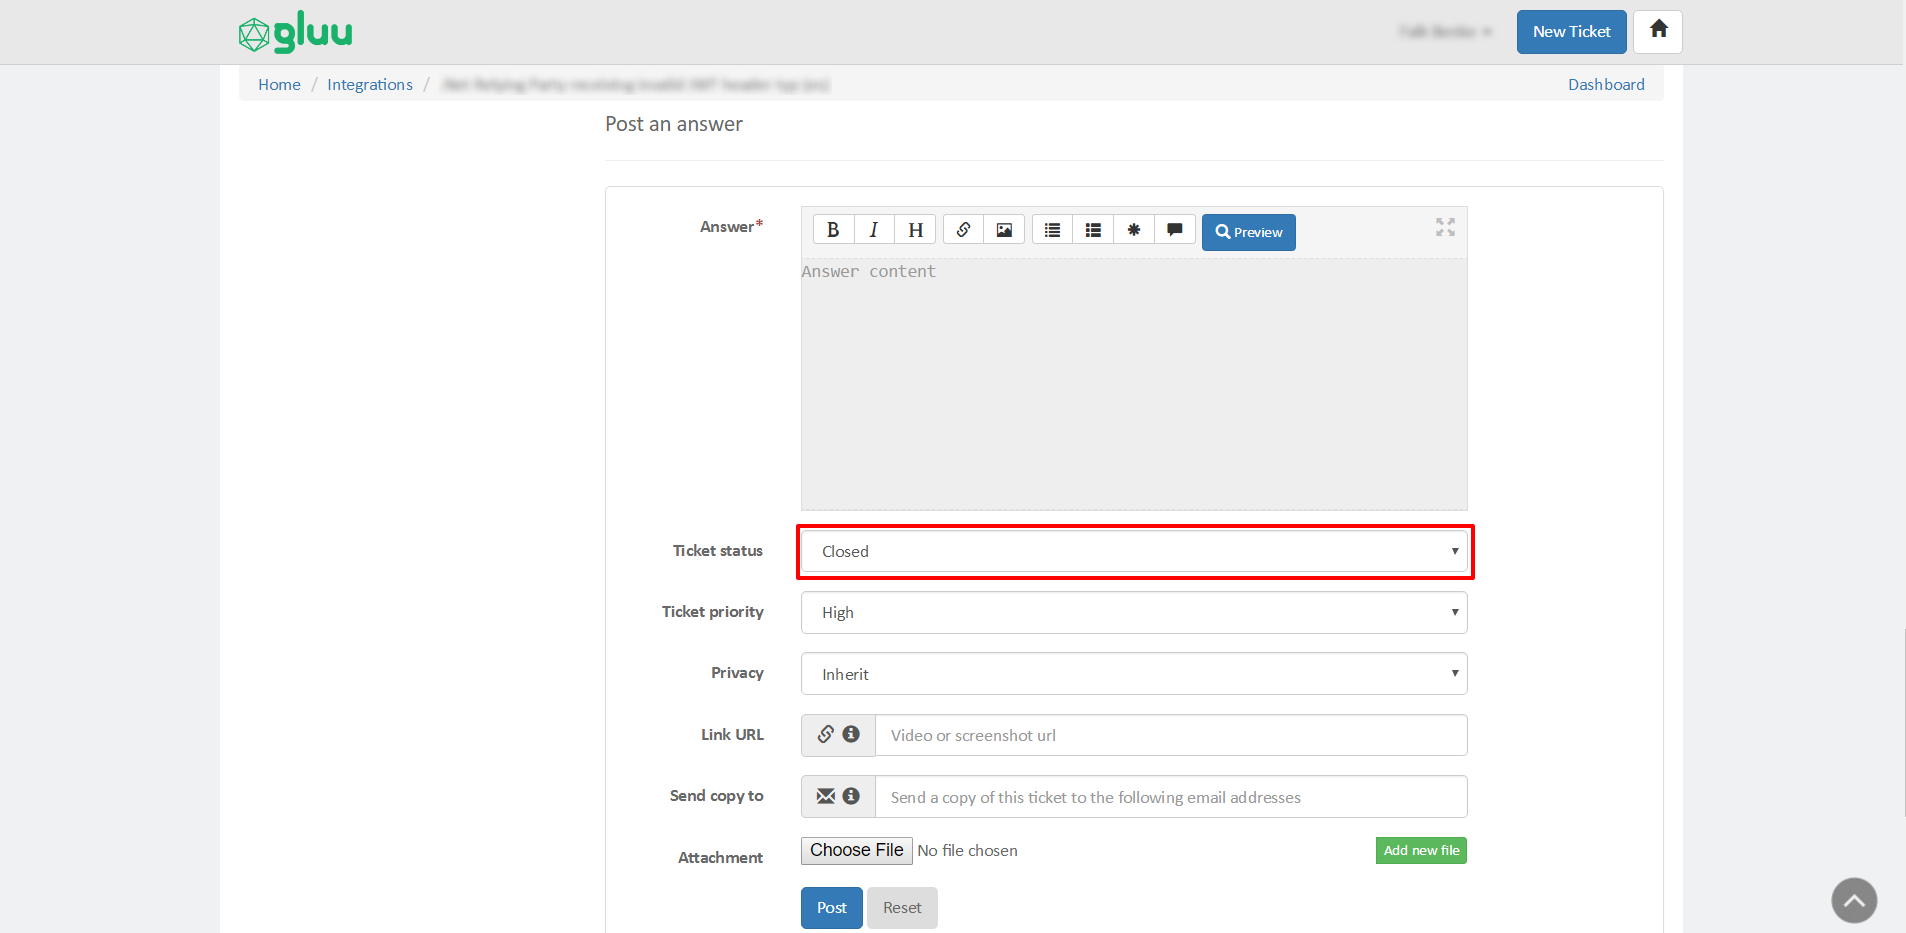 gluu
New Ticket
Home / Integrations /
Dashboard
Post an answer
Answer*
B I H Preview
Answer content
Ticket status
Closed
Ticket priority
High
Privacy
Inherit
Link URL
Video or screenshot url
Send copy to
Send a copy of this ticket to the following email addresses
Attachment
Choose File No file chosen
Add new file
Post
Reset